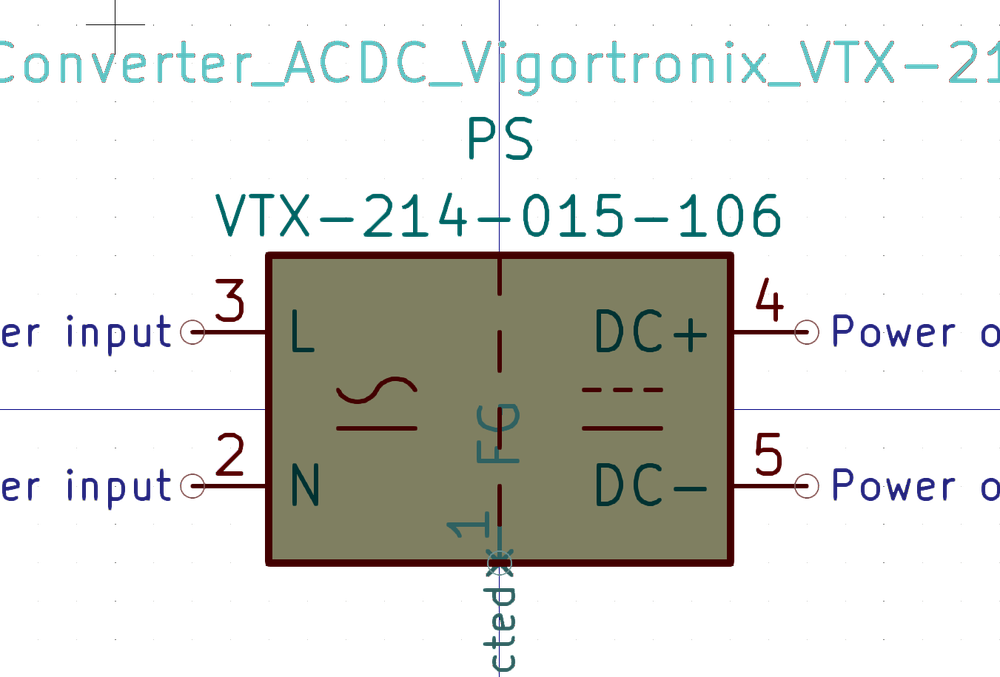 Converter_ACDC_Vigortronix_VTX-21
PS
VTX-214-015-106
3
4
er input
L
DC+
Power o
FG
2
5
er input
N
DC-
Power o
1
cted